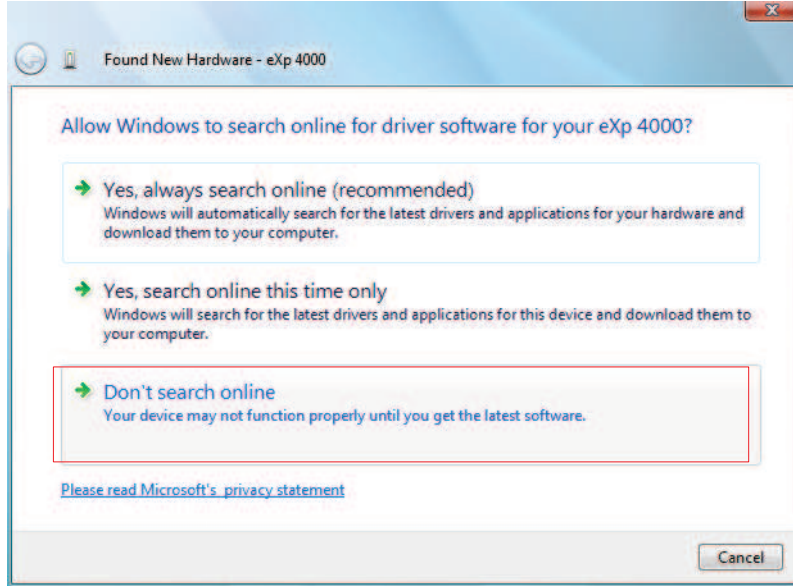 Found New Hardware - eXp 4000
Allow Windows to search online for driver software for your eXp 4000?
Yes, always search online (recommended)
Windows will automatically search for the latest drivers and applications for your hardware and
download them to your computer.
Yes, search online this time only
Windows will search for the latest drivers and applications for this device and download them to
your computer.
Don't search online
Your device may not function properly until you get the latest software.
Please read Microsoft's privacy statement
Cancel